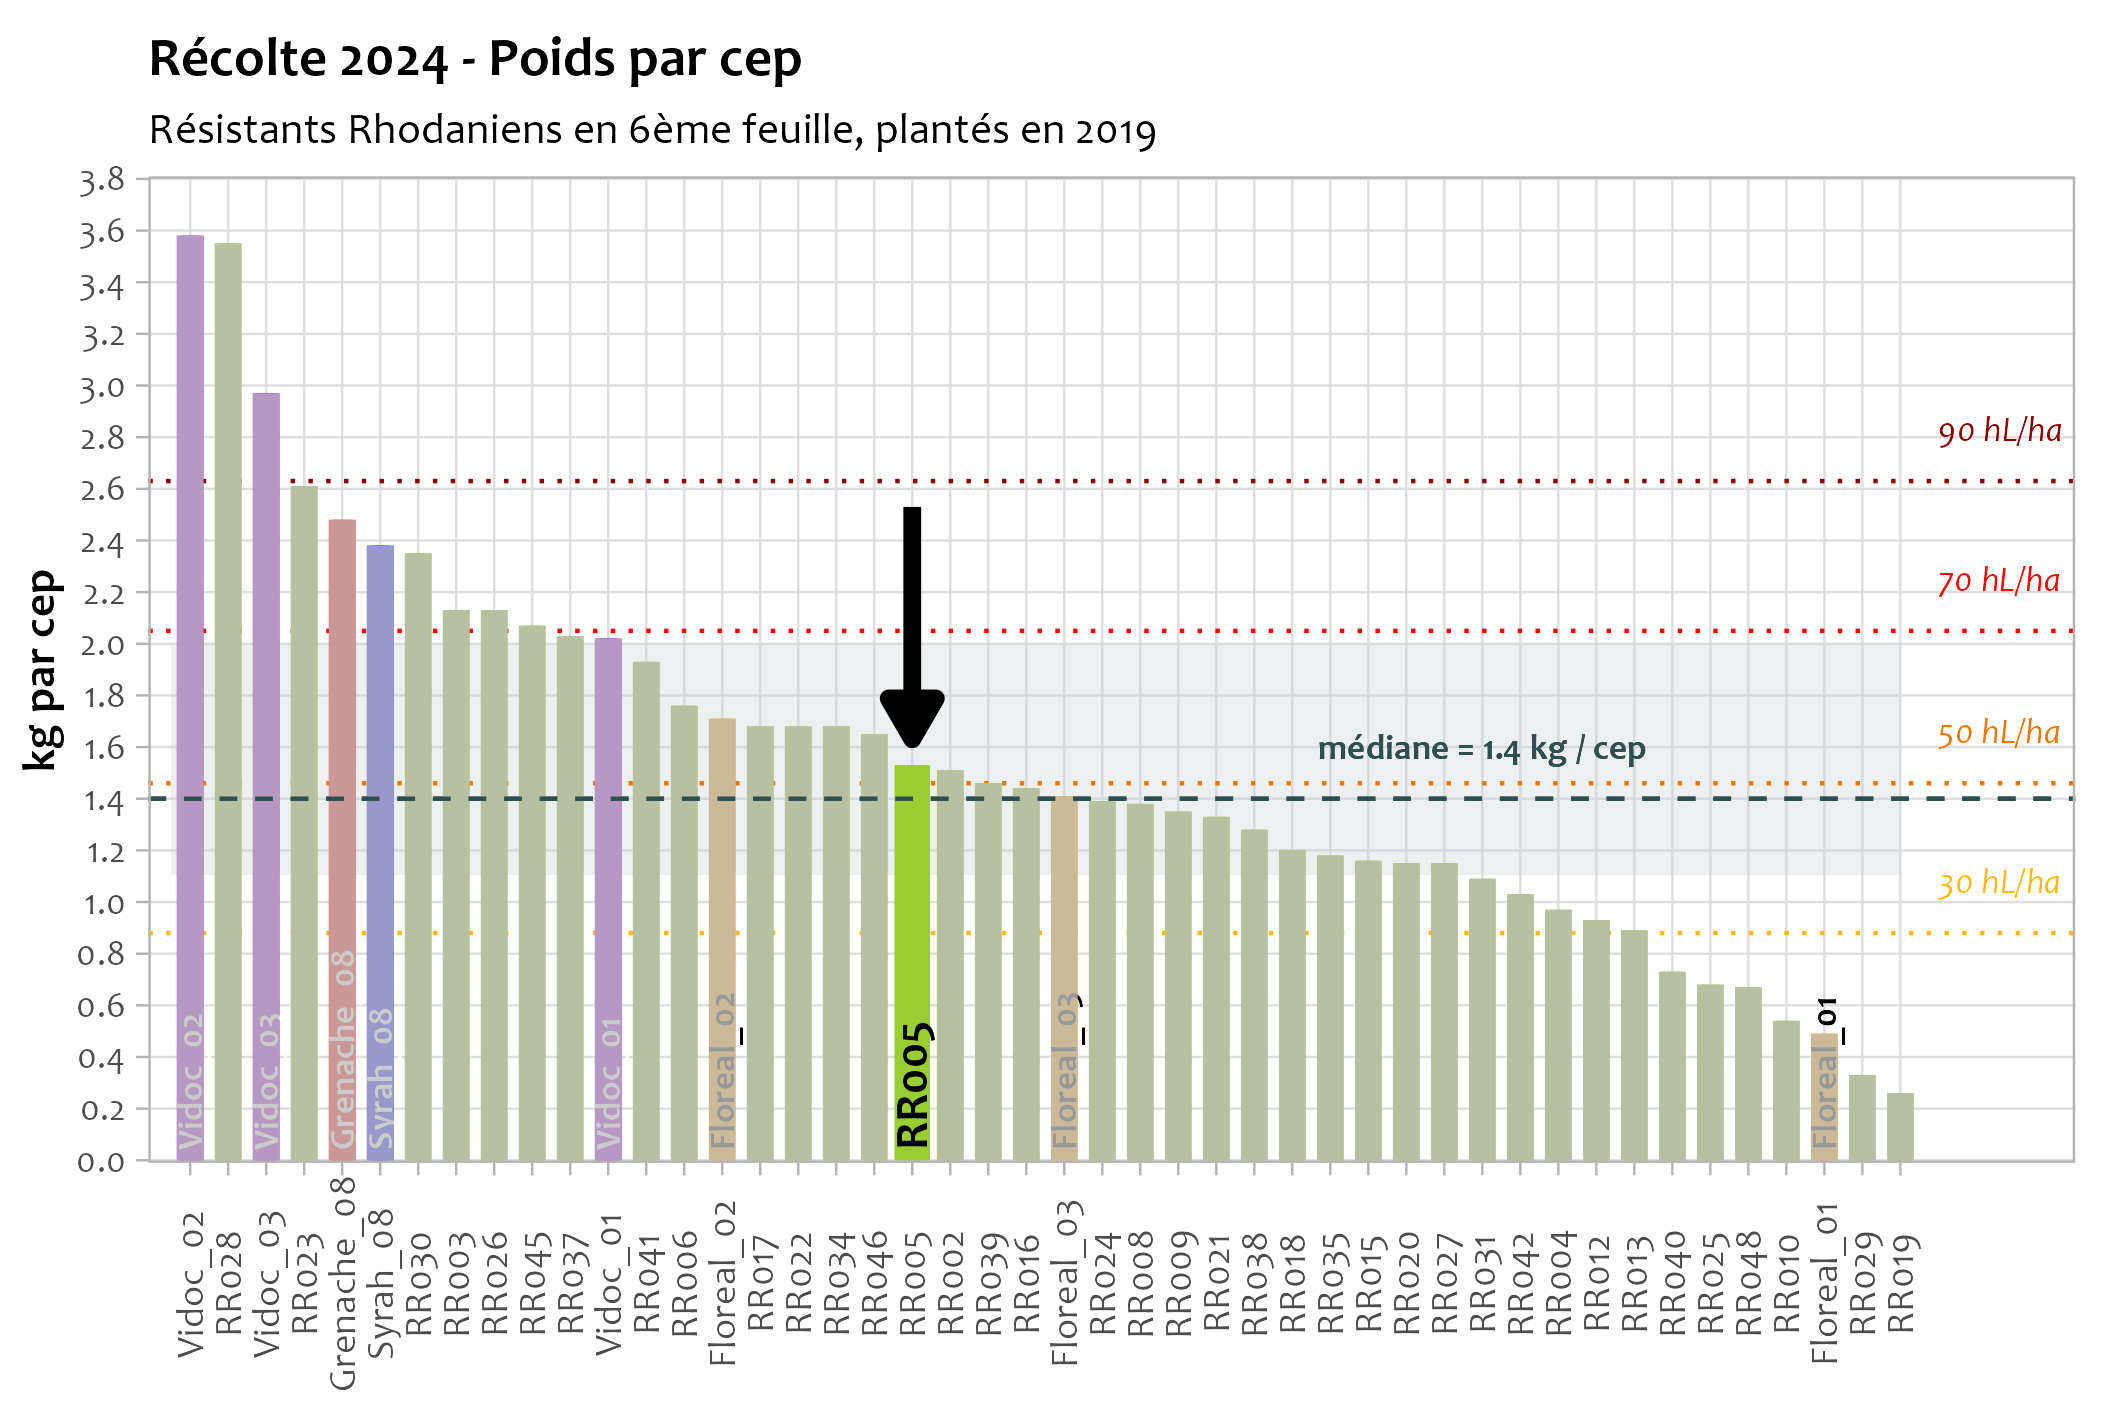 Récolte 2024 - Poids par cep
Résistants Rhodaniens en 6ème feuille, plantés en 2019
kg par cep
3.8
3.6
3.4
3.2
3.0
2.8
2.6
2.4
2.2
2.0
1.8
1.6
1.4
1.2
1.0
0.8
0.6
0.4
0.2
0.0
90 hL/ha
70 hL/ha
50 hL/ha
30 hL/ha
médiane = 1.4 kg / cep
Vidoc_02
Vidoc_03
Grenache_08
Syrah_08
Vidoc_01
Floreal_02
RR005
Floreal_03
Floreal_01
Vidoc_02
RR028
Vidoc_03
RR023
Grenache_08
Syrah_08
RR030
RR003
RR026
RR045
RR037
Vidoc_01
RR041
RR006
Floreal_02
RR017
RR022
RR034
RR046
RR005
RR002
RR039
RR016
Floreal_03
RR024
RR008
RR009
RR021
RR038
RR018
RR035
RR015
RR020
RR027
RR031
RR042
RR004
RR012
RR013
RR040
RR025
RR048
RR010
Floreal_01
RR029
RR019